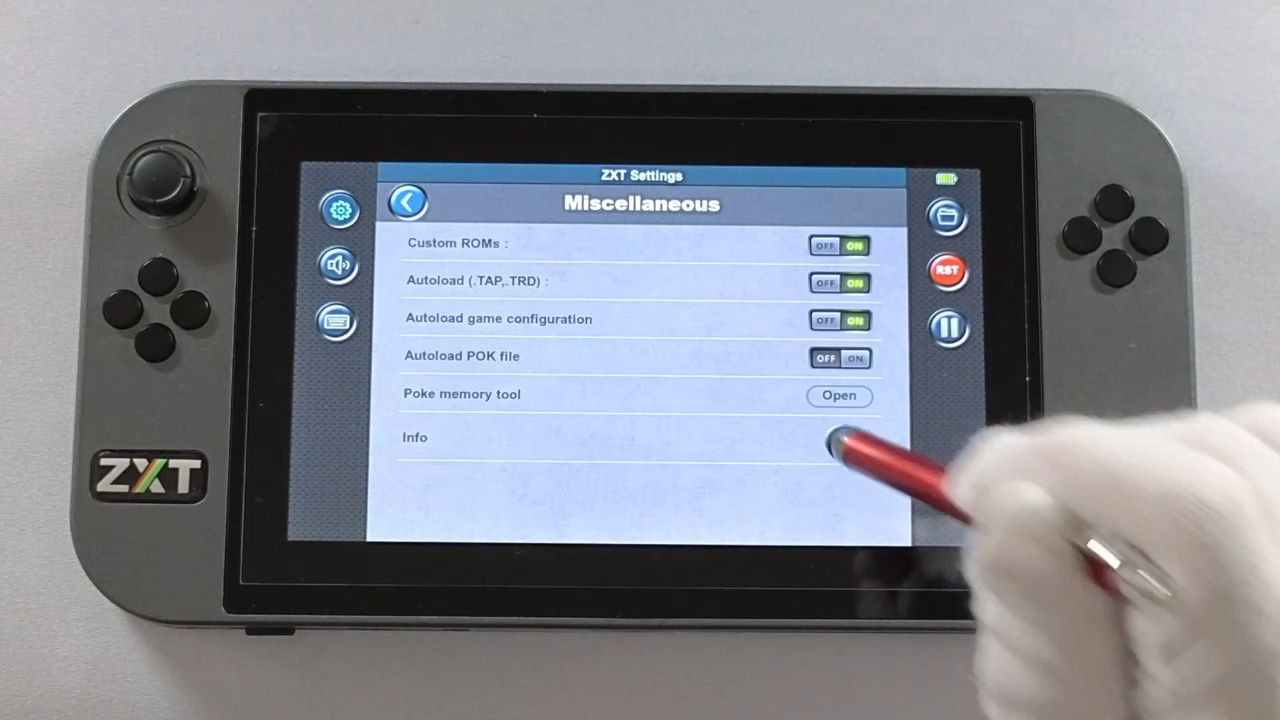 ZXT Settings
Miscellaneous
Custom ROMs : OFF ON
Autoload (.TAP,.TRD) : OFF ON
Autoload game configuration OFF ON
Autoload POK file OFF ON
Poke memory tool Open
Info
RST
ZXT